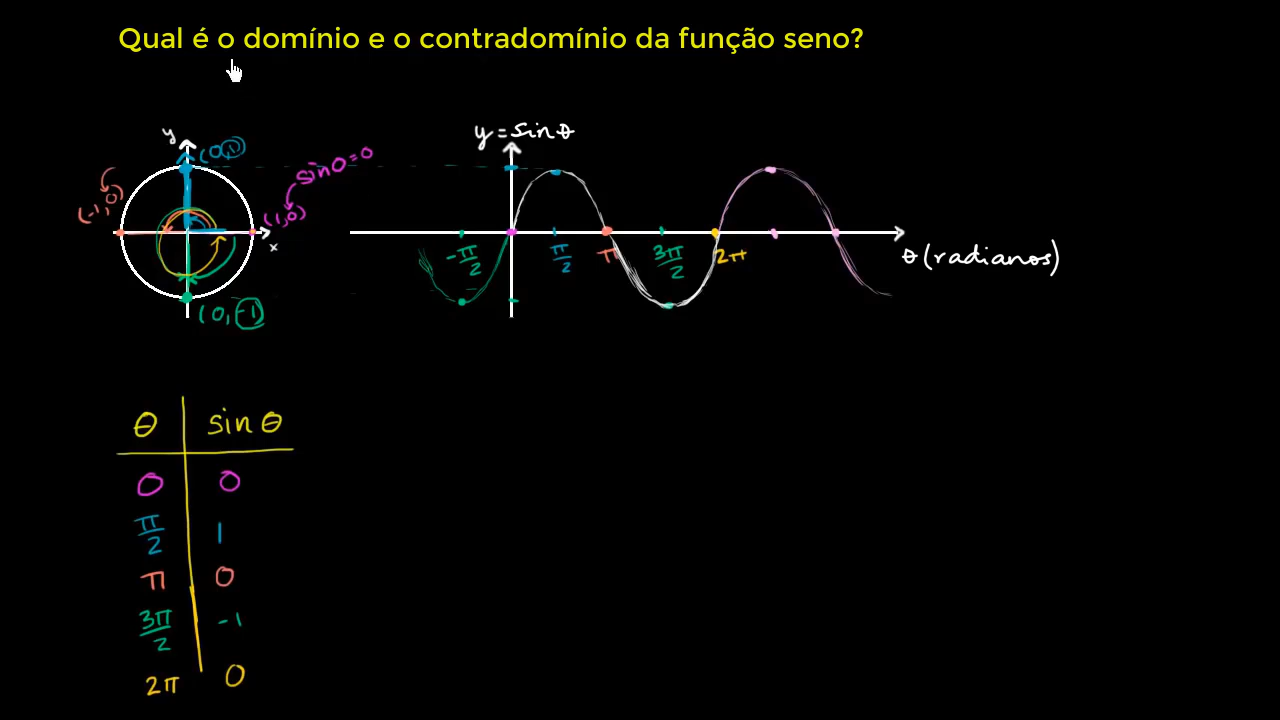 Qual é o domínio e o contradomínio da função seno?
y
(0,1)
sin0=0
(-1,0)
(1,0)
x
(0,-1)
y=sinθ
-π/2
π/2
π
3π/2
2π
θ(radianos)
θ sinθ
0 0
π/2 1
π 0
3π/2 -1
2π 0